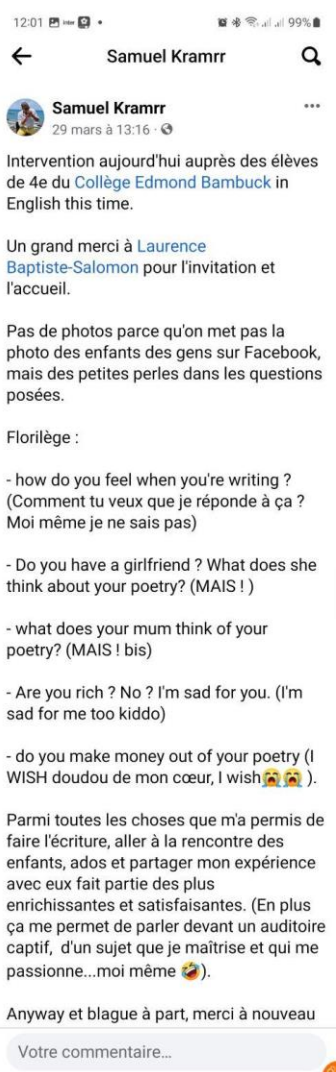 12:01 99%
Samuel Kramrr
Samuel Kramrr
29 mars à 13:16 ·
Intervention aujourd'hui auprès des élèves
de 4e du Collège Edmond Bambuck in
English this time.
Un grand merci à Laurence
Baptiste-Salomon pour l'invitation et
l'accueil.
Pas de photos parce qu'on met pas la
photo des enfants des gens sur Facebook,
mais des petites perles dans les questions
posées.
Florilège :
- how do you feel when you're writing ?
(Comment tu veux que je réponde à ça ?
Moi même je ne sais pas)
- Do you have a girlfriend ? What does she
think about your poetry? (MAIS ! )
- what does your mum think of your
poetry? (MAIS ! bis)
- Are you rich ? No ? I'm sad for you. (I'm
sad for me too kiddo)
- do you make money out of your poetry (I
WISH doudou de mon cœur, I wish😭😭 ).
Parmi toutes les choses que m'a permis de
faire l'écriture, aller à la rencontre des
enfants, ados et partager mon expérience
avec eux fait partie des plus
enrichissantes et satisfaisantes. (En plus
ça me permet de parler devant un auditoire
captif, d'un sujet que je maîtrise et qui me
passionne...moi même 🤣).
Anyway et blague à part, merci à nouveau
Votre commentaire...